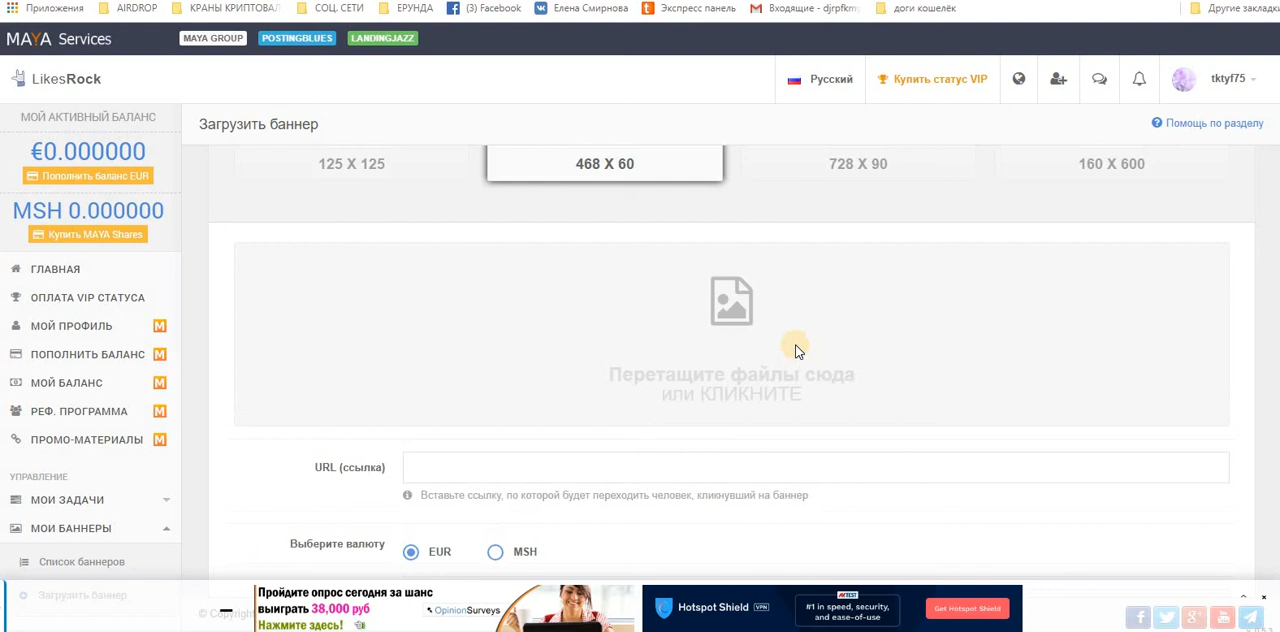 Приложения AIRDROP КРАНЫ КРИПТОВАЛ СОЦ. СЕТИ ЕРУНДА (3) Facebook Елена Смирнова Экспресс панель Входящие - djrpfkm доги кошелёк Другие закладки
MAYA Services MAYA GROUP POSTINGBLUES LANDINGJAZZ
LikesRock Русский Купить статус VIP tktyf75
МОЙ АКТИВНЫЙ БАЛАНС
€0.000000
Пополнить баланс EUR
MSH 0.000000
Купить MAYA Shares
ГЛАВНАЯ
ОПЛАТА VIP СТАТУСА
МОЙ ПРОФИЛЬ M
ПОПОЛНИТЬ БАЛАНС M
МОЙ БАЛАНС M
РЕФ. ПРОГРАММА M
ПРОМО-МАТЕРИАЛЫ M
УПРАВЛЕНИЕ
МОИ ЗАДАЧИ
МОИ БАННЕРЫ
Список баннеров
Загрузить баннер
Загрузить баннер Помощь по разделу
125 X 125 468 X 60 728 X 90 160 X 600
Перетащите файлы сюда
или КЛИКНИТЕ
URL (ссылка)
Вставьте ссылку, по которой будет переходить человек, кликнувший на баннер
Выберите валюту EUR MSH
© Copyright
Пройдите опрос сегодня за шанс
выиграть 38,000 руб
Нажмите здесь!
OpinionSurveys
Hotspot Shield VPN
AV TEST
#1 in speed, security,
and ease-of-use
Get Hotspot Shield